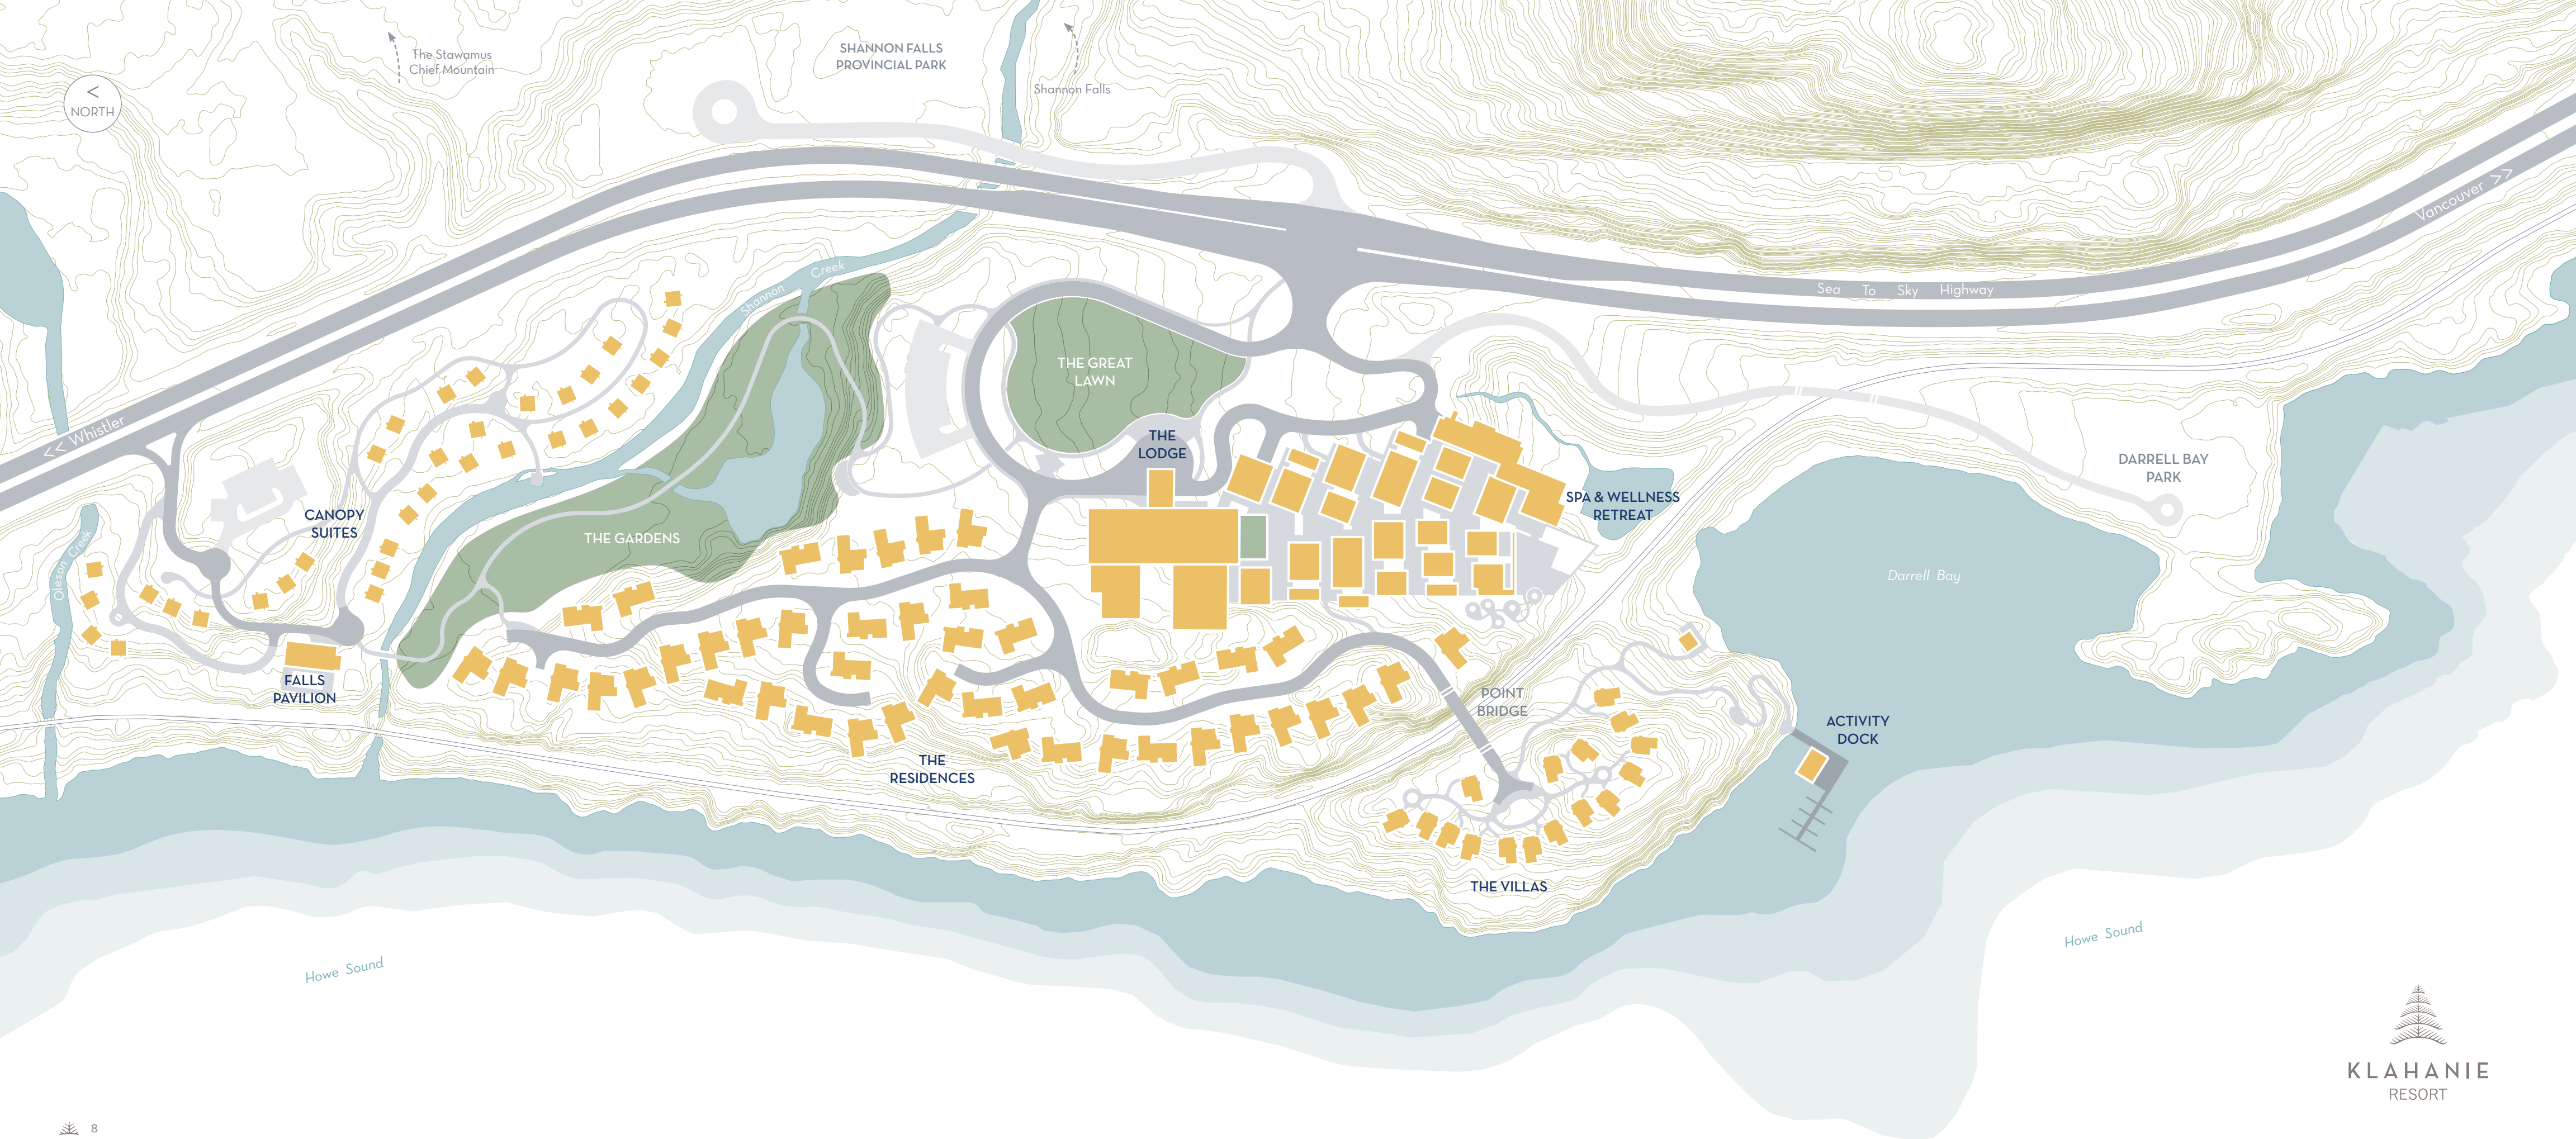 The Stawamus
Chief Mountain
SHANNON FALLS
PROVINCIAL PARK
Shannon Falls
<
NORTH
Vancouver >>
Sea To Sky Highway
Shannon Creek
<< Whistler
THE GREAT
LAWN
THE
LODGE
DARRELL BAY
PARK
SPA & WELLNESS
RETREAT
CANOPY
SUITES
THE GARDENS
Oleson Creek
Darrell Bay
FALLS
PAVILION
POINT
BRIDGE
ACTIVITY
DOCK
THE
RESIDENCES
THE VILLAS
Howe Sound
Howe Sound
KLAHANIE
RESORT
8